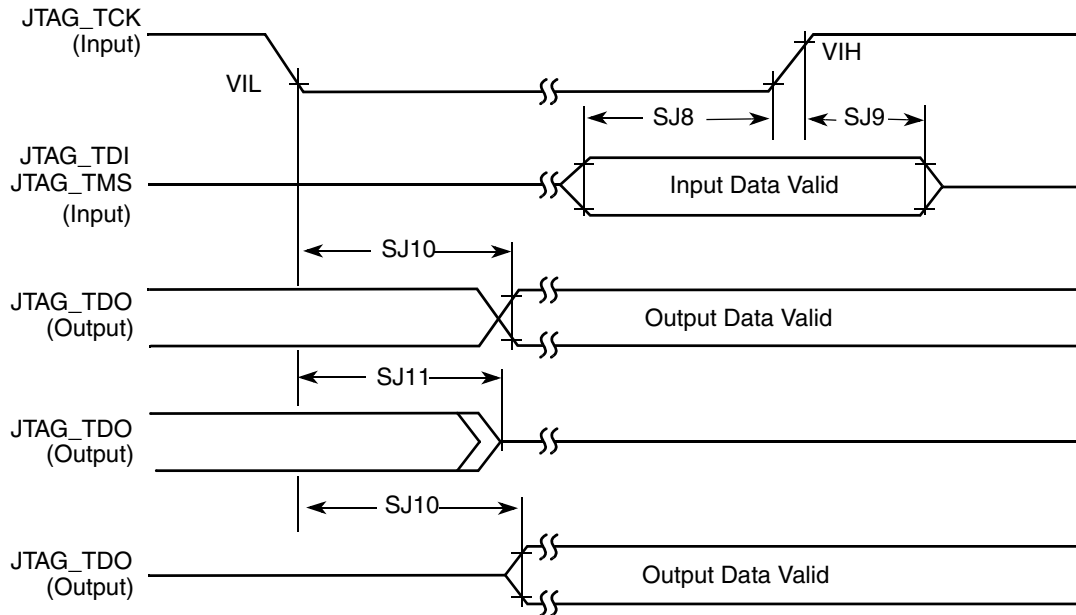 JTAG_TCK
(Input)
VIL
VIH
SJ8
SJ9
JTAG_TDI
JTAG_TMS
(Input)
Input Data Valid
SJ10
JTAG_TDO
(Output)
Output Data Valid
SJ11
JTAG_TDO
(Output)
SJ10
JTAG_TDO
(Output)
Output Data Valid